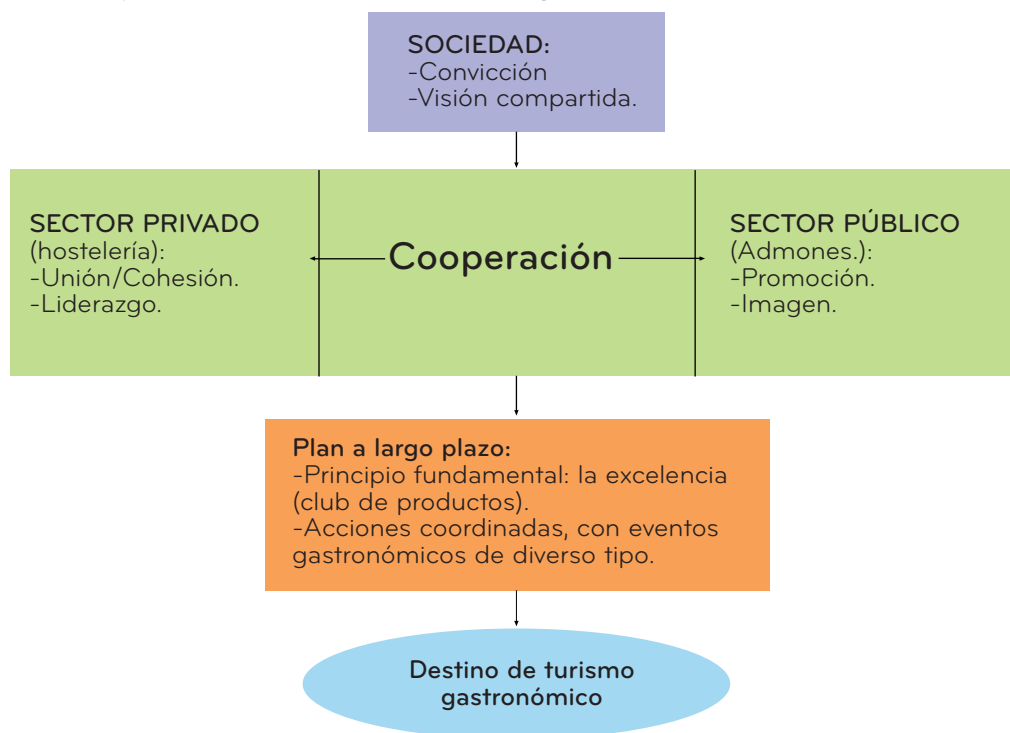 SOCIEDAD:
-Convicción
-Visión compartida.
SECTOR PRIVADO
(hostelería):
-Unión/Cohesión.
-Liderazgo.
Cooperación
SECTOR PÚBLICO
(Admones.):
-Promoción.
-Imagen.
Plan a largo plazo:
-Principio fundamental: la excelencia
(club de productos).
-Acciones coordinadas, con eventos
gastronómicos de diverso tipo.
Destino de turismo
gastronómico